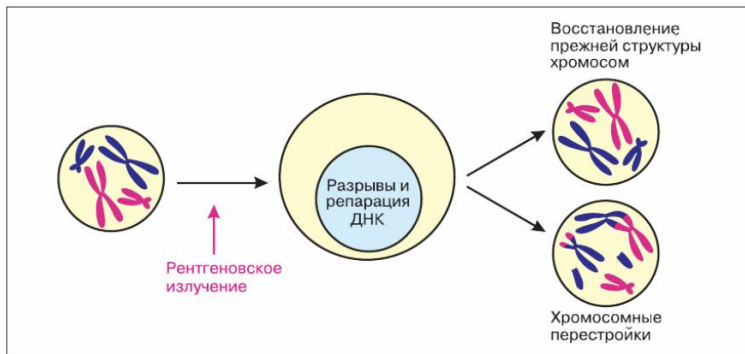 Восстановление
прежней структуры
хромосом
Разрывы и
репарация
ДНК
Рентгеновское
излучение
Хромосомные
перестройки